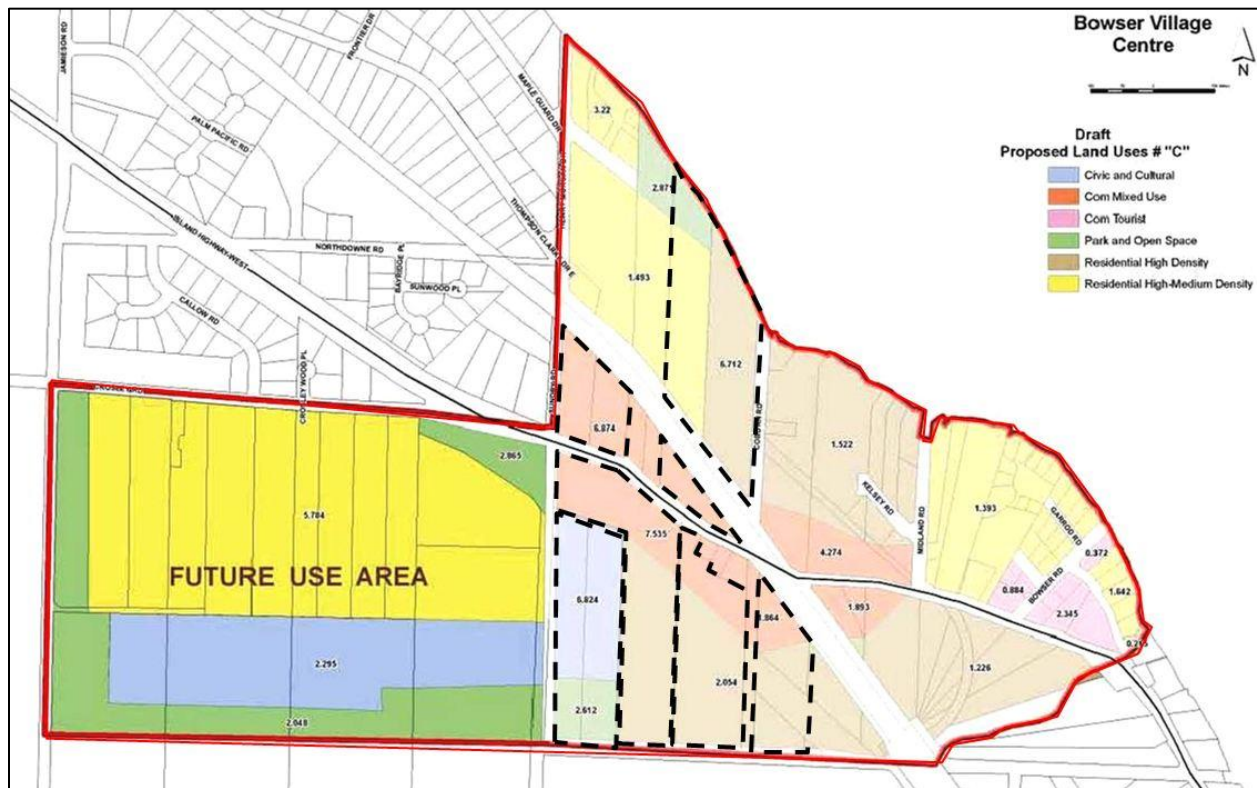 Bowser Village
Centre
N
Draft
Proposed Land Uses # "C"
Civic and Cultural
Com Mixed Use
Com Tourist
Park and Open Space
Residential High Density
Residential High-Medium Density
JAMIESON RD
FRONTIER DR
MAPLE GUARD DR
PALM PACIFIC RD
THOMPSON CLARKE DR E
ISLAND HIGHWAY-WEST
NORTHDOWNE RD
BAYRIDGE PL
SUNWOOD PL
CALLOW RD
CROSLEY WOOD PL
COBURN RD
KELSEY RD
MIDLAND RD
GARROD RD
BOWSER RD
3.22
1.493
6.712
6.874
1.522
2.865
5.784
7.535
4.274
1.393
0.372
0.884
1.642
2.345
FUTURE USE AREA
6.824
1.893
2.295
2.054
1.226
2.612
2.048